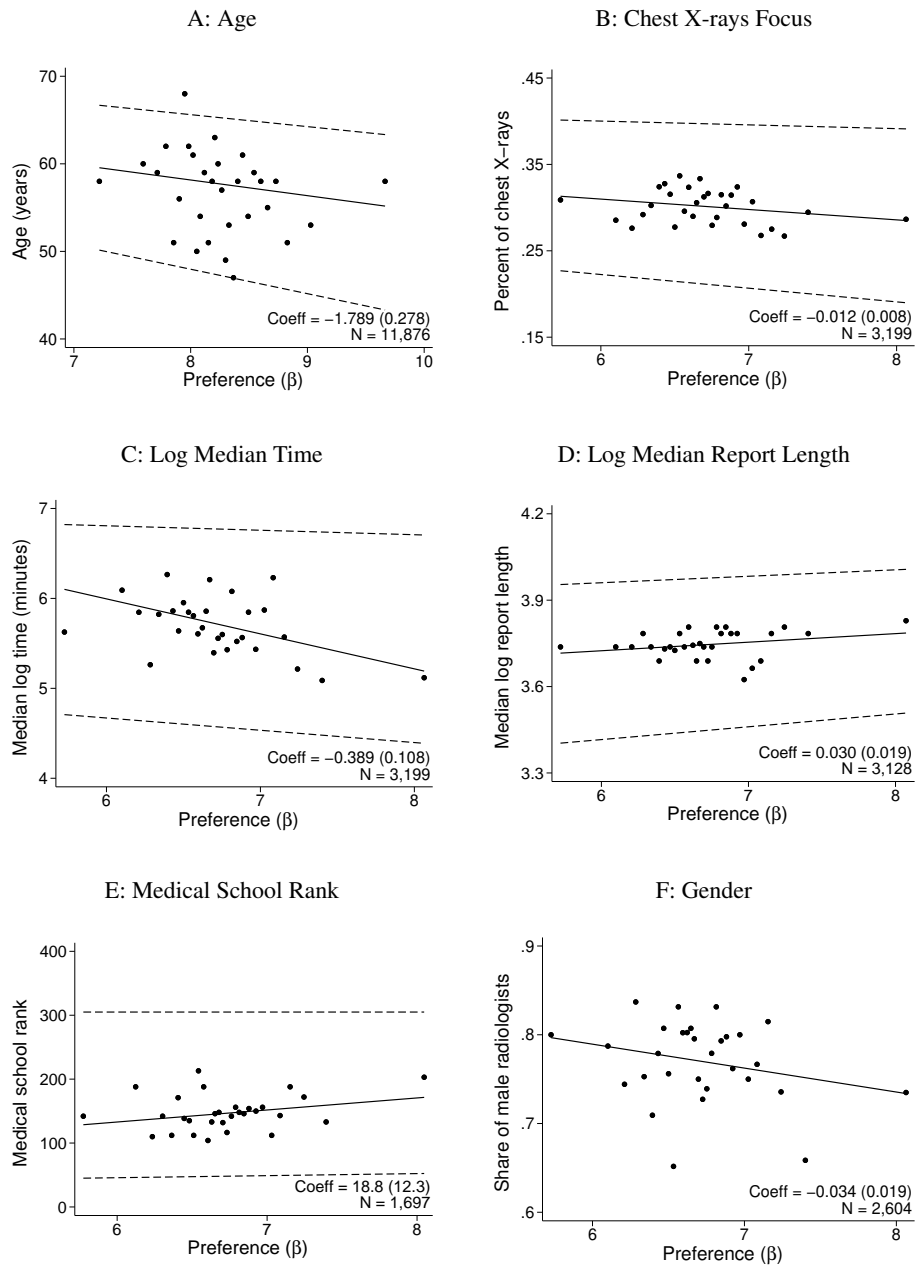 A: Age
70
60
50
40
Age (years)
Coeff = −1.789 (0.278)
N = 11,876
7 8 9 10
Preference (β)
B: Chest X-rays Focus
.45
.35
.25
.15
Percent of chest X−rays
Coeff = −0.012 (0.008)
N = 3,199
6 7 8
Preference (β)
C: Log Median Time
7
6
5
4
Median log time (minutes)
Coeff = −0.389 (0.108)
N = 3,199
6 7 8
Preference (β)
D: Log Median Report Length
4.2
3.9
3.6
3.3
Median log report length
Coeff = 0.030 (0.019)
N = 3,128
6 7 8
Preference (β)
E: Medical School Rank
400
300
200
100
0
Medical school rank
Coeff = 18.8 (12.3)
N = 1,697
6 7 8
Preference (β)
F: Gender
.9
.8
.7
.6
Share of male radiologists
Coeff = −0.034 (0.019)
N = 2,604
6 7 8
Preference (β)